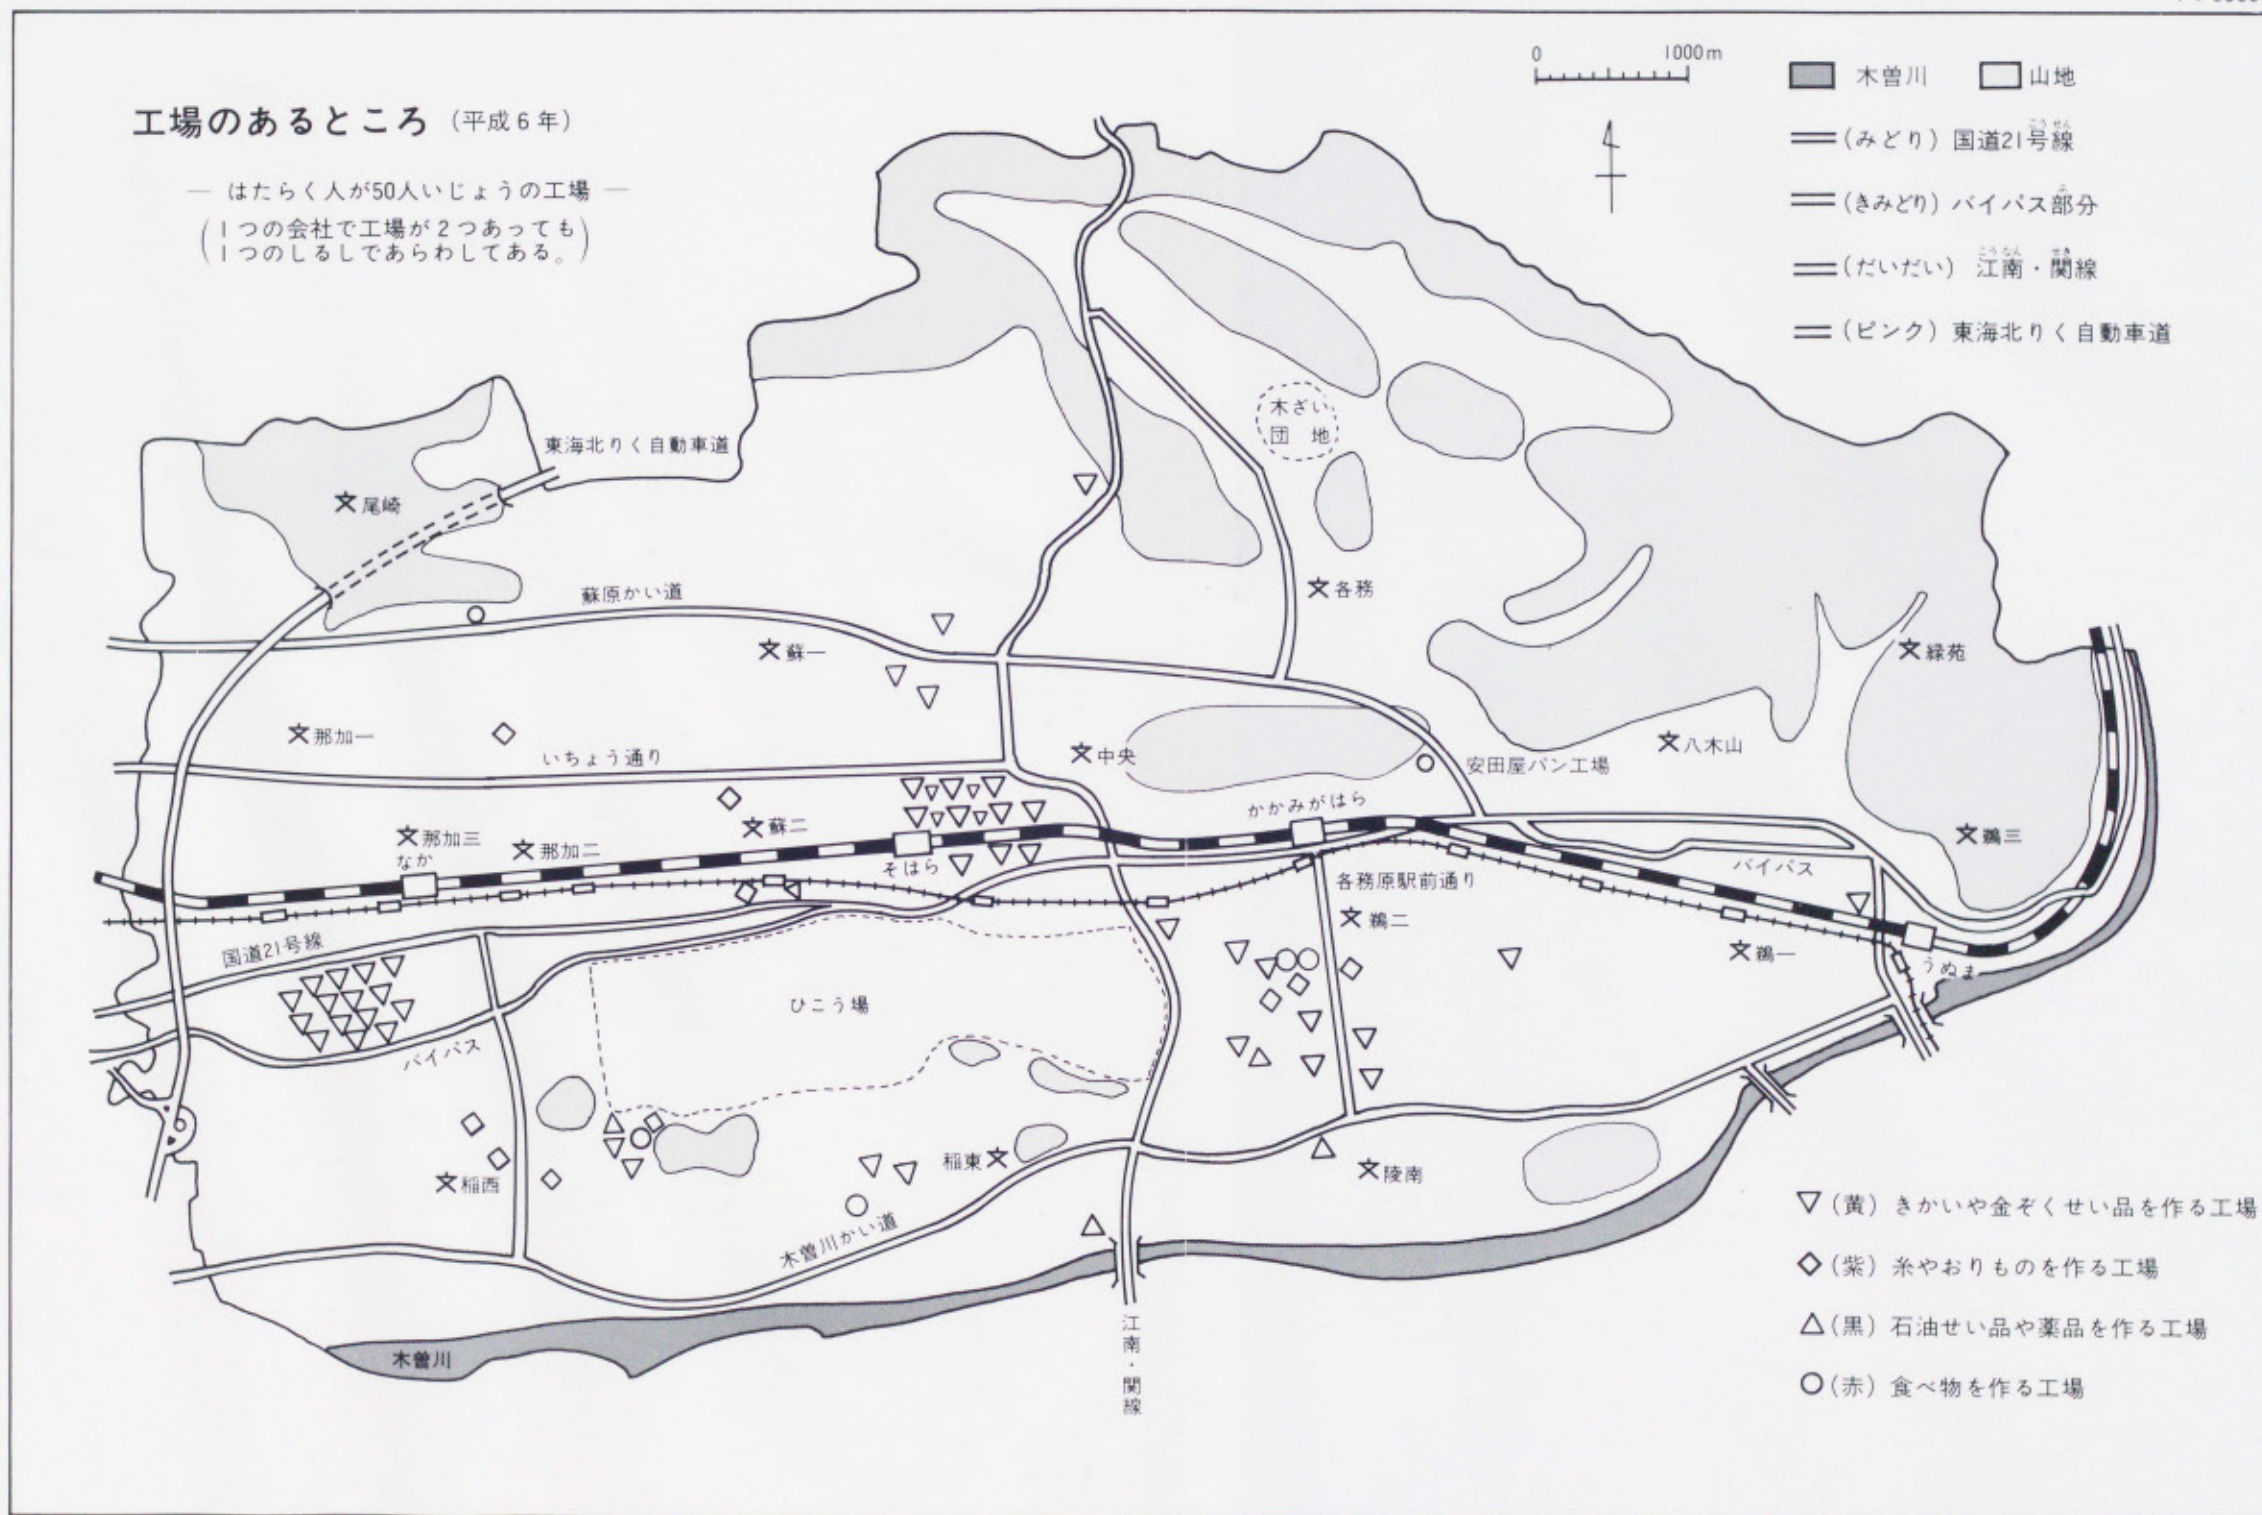 工場のあるところ(平成6年)
― はたらく人が50人いじょうの工場 ―
(1つの会社で工場が2つあっても
1つのしるしであらわしてある。)
0 1000m
木曽川 山地
(みどり) 国道21号線
ごうせん
(きみどり) バイパス部分
ぶ
(だいだい) 江南・関線
こうなん せき
(ピンク) 東海北りく自動車道
東海北りく自動車道
木ざい
団地
尾崎
各務
蘇原かい道
蘇一
緑苑
那加一
いちょう通り
中央
安田屋パン工場
八木山
かかみがはら
那加三
なか
那加二
蘇二
そはら
鵜三
バイパス
各務原駅前通り
鵜二
鵜一
うぬま
国道21号線
ひこう場
バイパス
稲西
稲東
陵南
木曽川かい道
木曽川
江南・関線
▽(黄) きかいや金ぞくせい品を作る工場
◇(紫) 糸やおりものを作る工場
△(黒) 石油せい品や薬品を作る工場
○(赤) 食べ物を作る工場